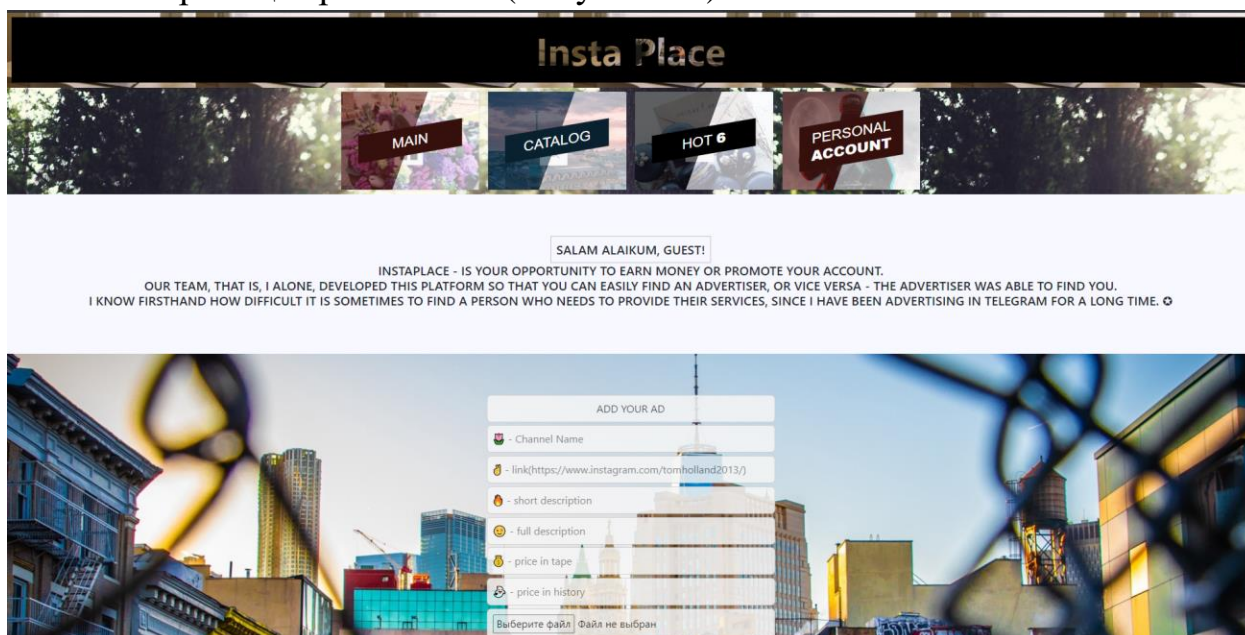 Insta Place
MAIN
CATALOG
HOT 6
PERSONAL
ACCOUNT
SALAM ALAIKUM, GUEST!
INSTAPLACE - IS YOUR OPPORTUNITY TO EARN MONEY OR PROMOTE YOUR ACCOUNT.
OUR TEAM, THAT IS, I ALONE, DEVELOPED THIS PLATFORM SO THAT YOU CAN EASILY FIND AN ADVERTISER, OR VICE VERSA - THE ADVERTISER WAS ABLE TO FIND YOU.
I KNOW FIRSTHAND HOW DIFFICULT IT IS SOMETIMES TO FIND A PERSON WHO NEEDS TO PROVIDE THEIR SERVICES, SINCE I HAVE BEEN ADVERTISING IN TELEGRAM FOR A LONG TIME. ✪
ADD YOUR AD
- Channel Name
- link(https://www.instagram.com/tomholland2013/)
- short description
- full description
- price in tape
- price in history
Выберите файл Файл не выбран